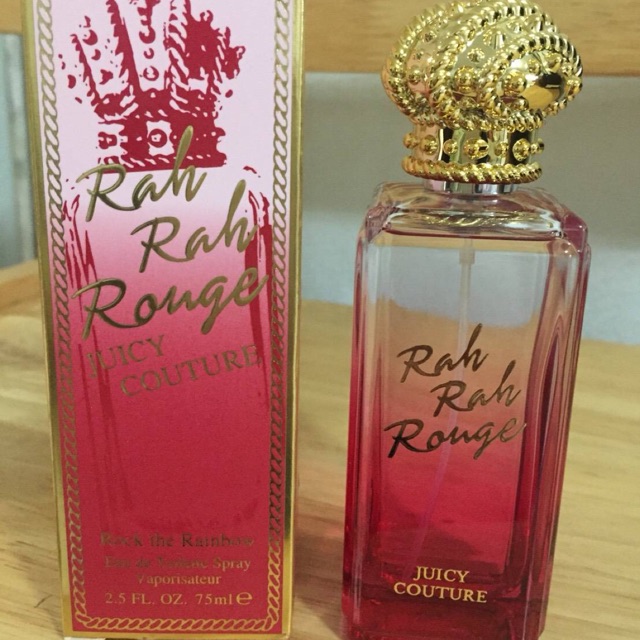 Rah
Rah
Rouge
JUICY
COUTURE
Rock the Rainbow
Eau de Toilette Spray
Vaporisateur
2.5 FL. OZ. 75ml e
Rah
Rah
Rouge
JUICY
COUTURE